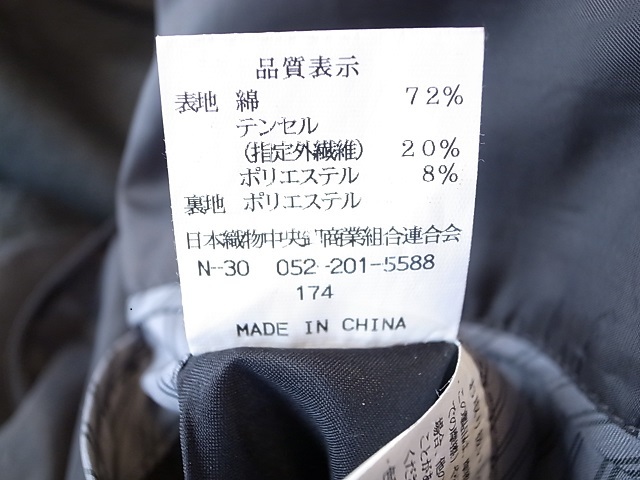 品質表示
表地 綿 72%
テンセル
(指定外繊維) 20%
ポリエステル 8%
裏地 ポリエステル
日本織物中央卸商業組合連合会
N-30 052-201-5588
174
MADE IN CHINA